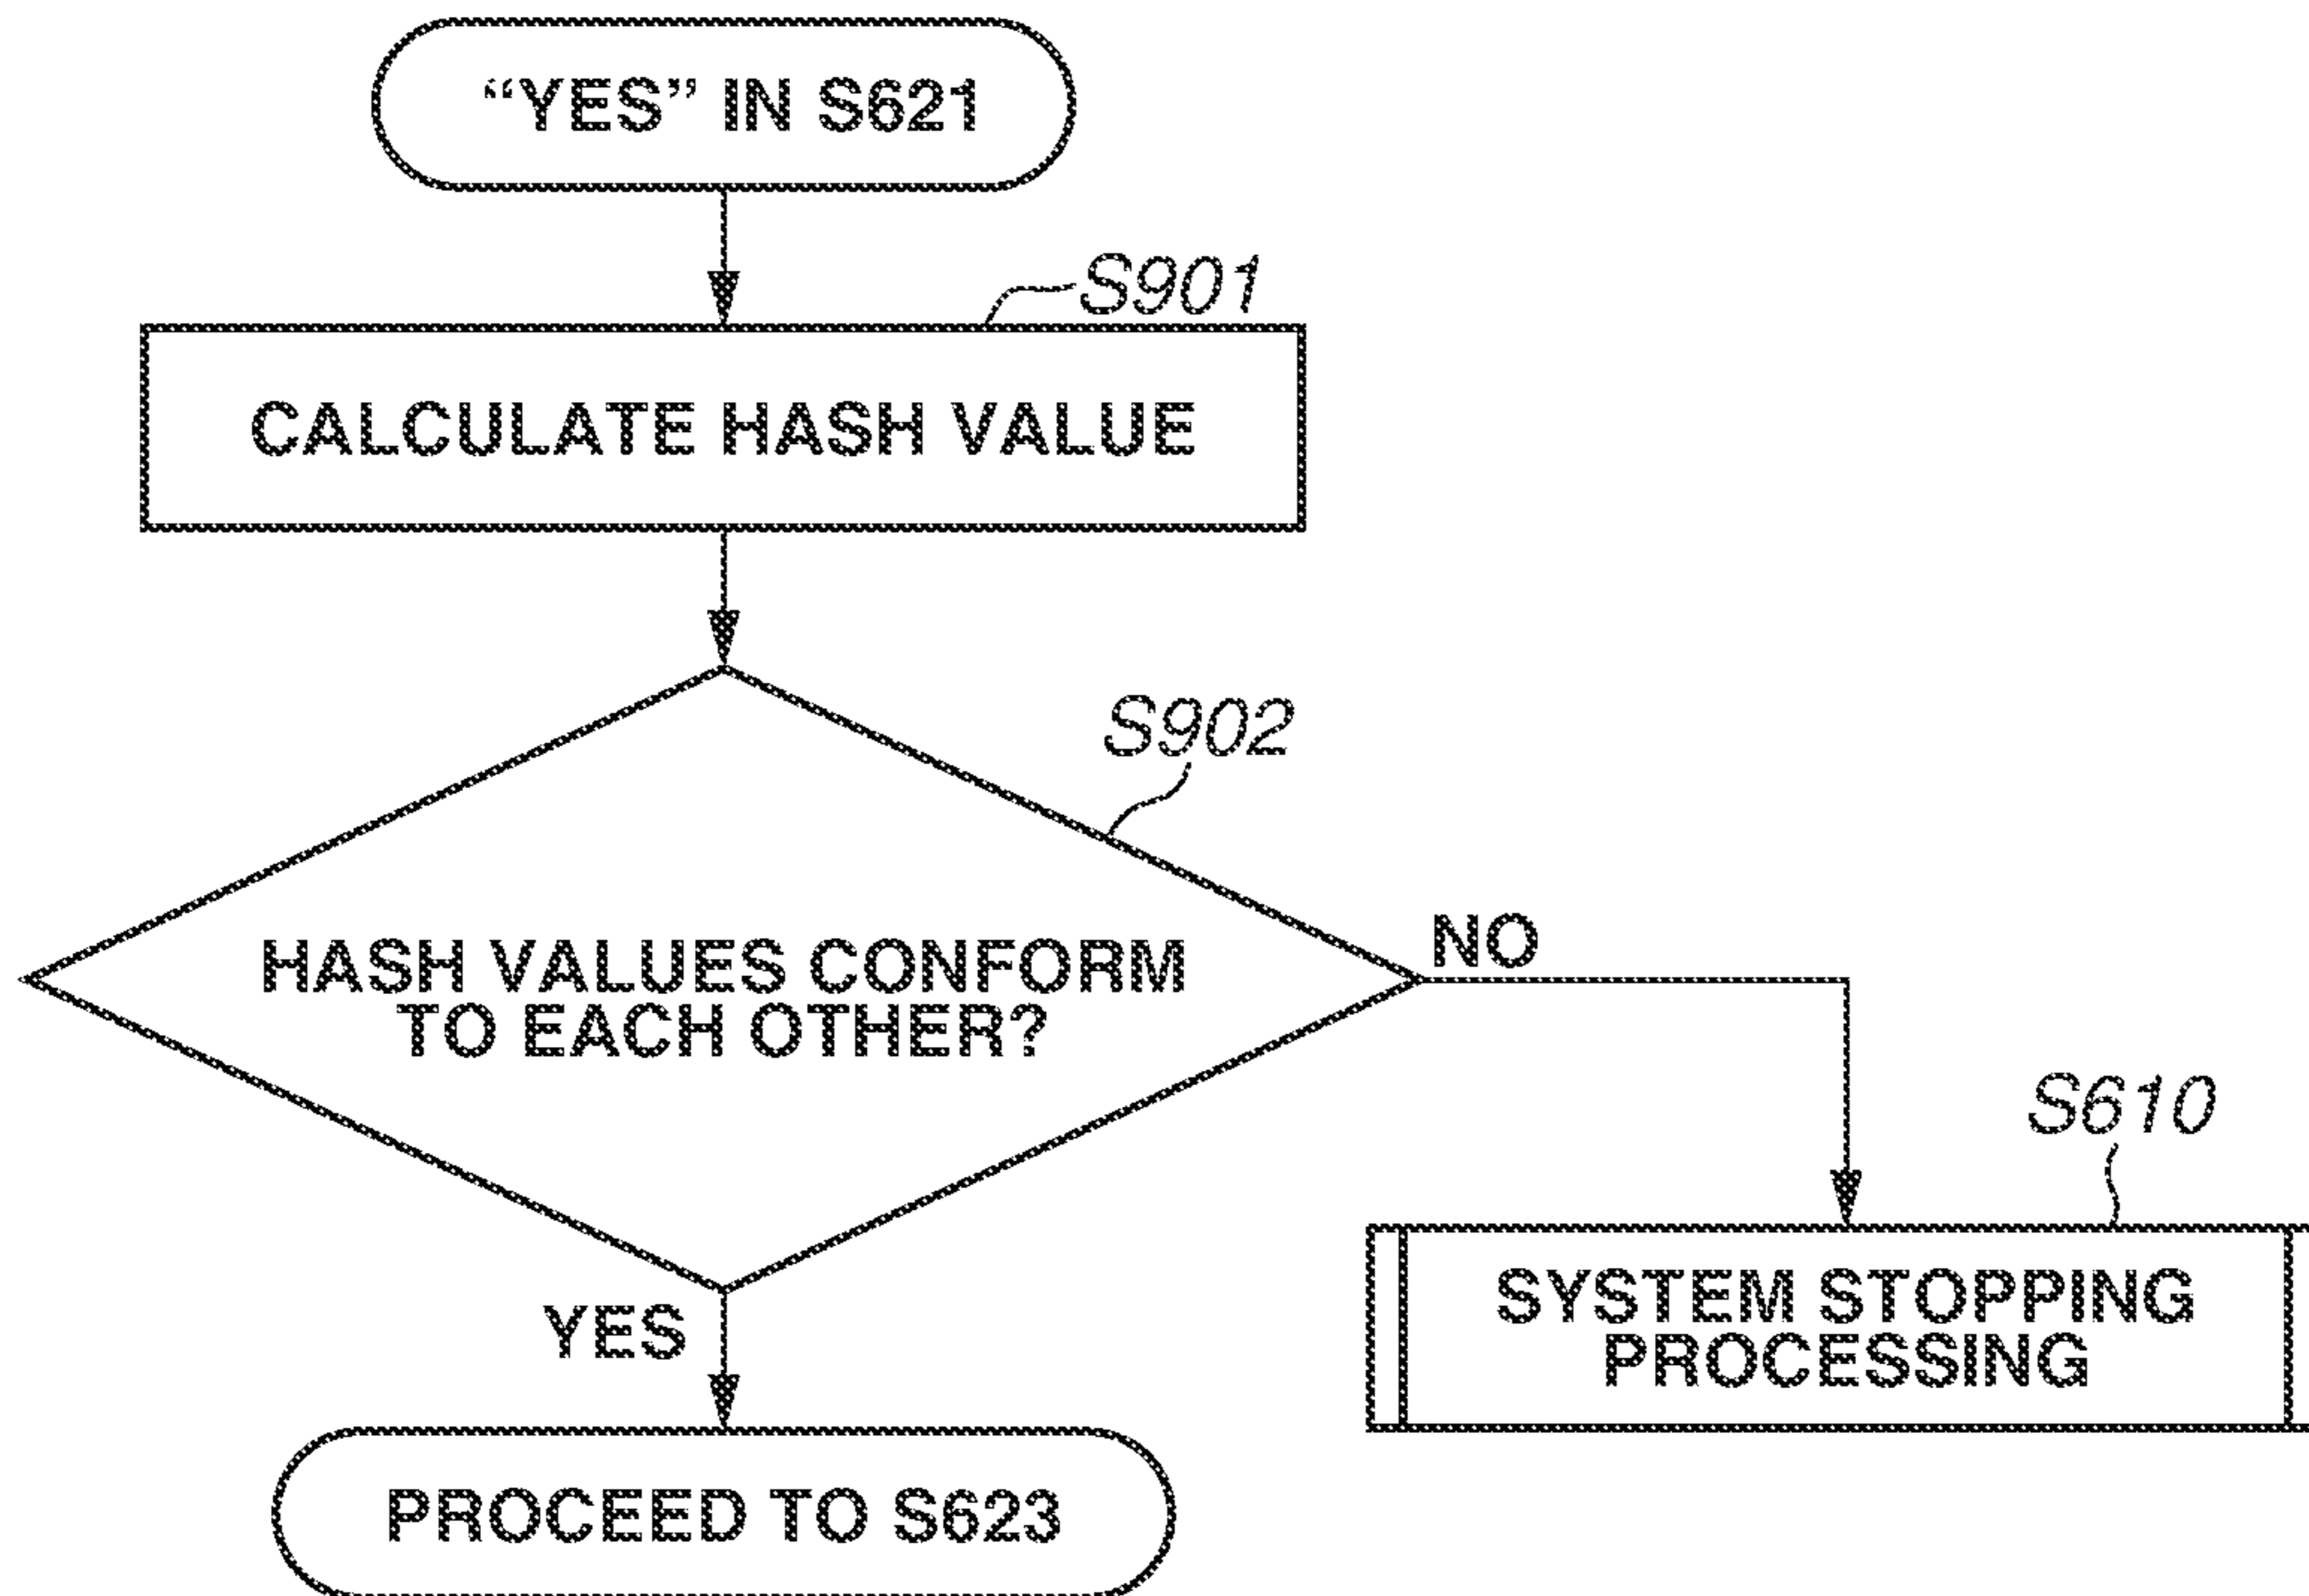 “YES” IN S621
S901
CALCULATE HASH VALUE
S902
HASH VALUES CONFORM
TO EACH OTHER?
NO
S610
SYSTEM STOPPING
PROCESSING
YES
PROCEED TO S623